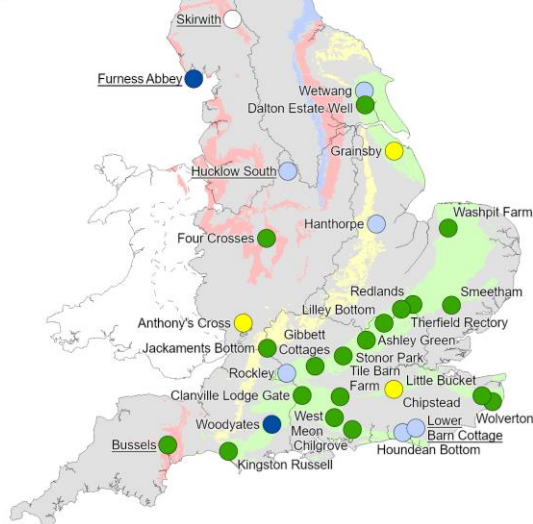 Skirwith
Furness Abbey
Wetwang
Dalton Estate Well
Grainsby
Hucklow South
Washpit Farm
Hanthorpe
Four Crosses
Redlands
Smeetham
Lilley Bottom
Therfield Rectory
Anthony's Cross
Gibbett
Cottages
Ashley Green
Jackaments Bottom
Stonor Park
Rockley
Tile Barn
Farm
Little Bucket
Clanville Lodge Gate
Chipstead
Wolverton
Woodyates
West
Meon
Lower
Barn Cottage
Bussels
Chilgrove
Houndean Bottom
Kingston Russell